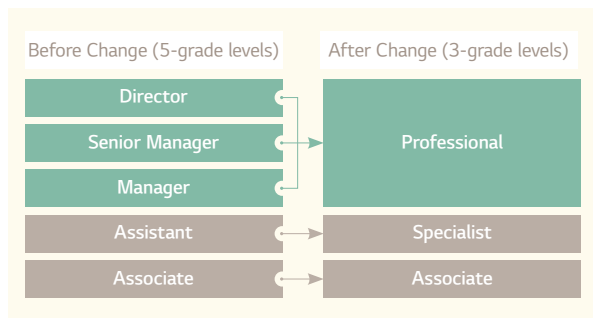 Before Change (5-grade levels)
After Change (3-grade levels)
Director
Senior Manager
Manager
Assistant
Associate
Professional
Specialist
Associate